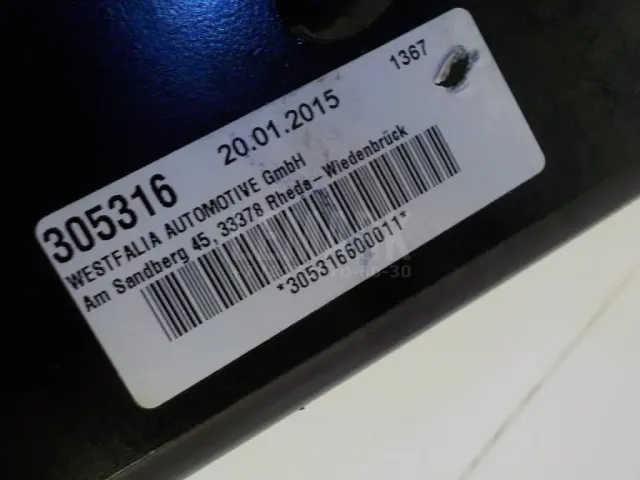 305316 20.01.2015 1367
WESTFALIA AUTOMOTIVE GmbH
Am Sandberg 45, 33378 Rheda-Wiedenbrück
*305316600011*